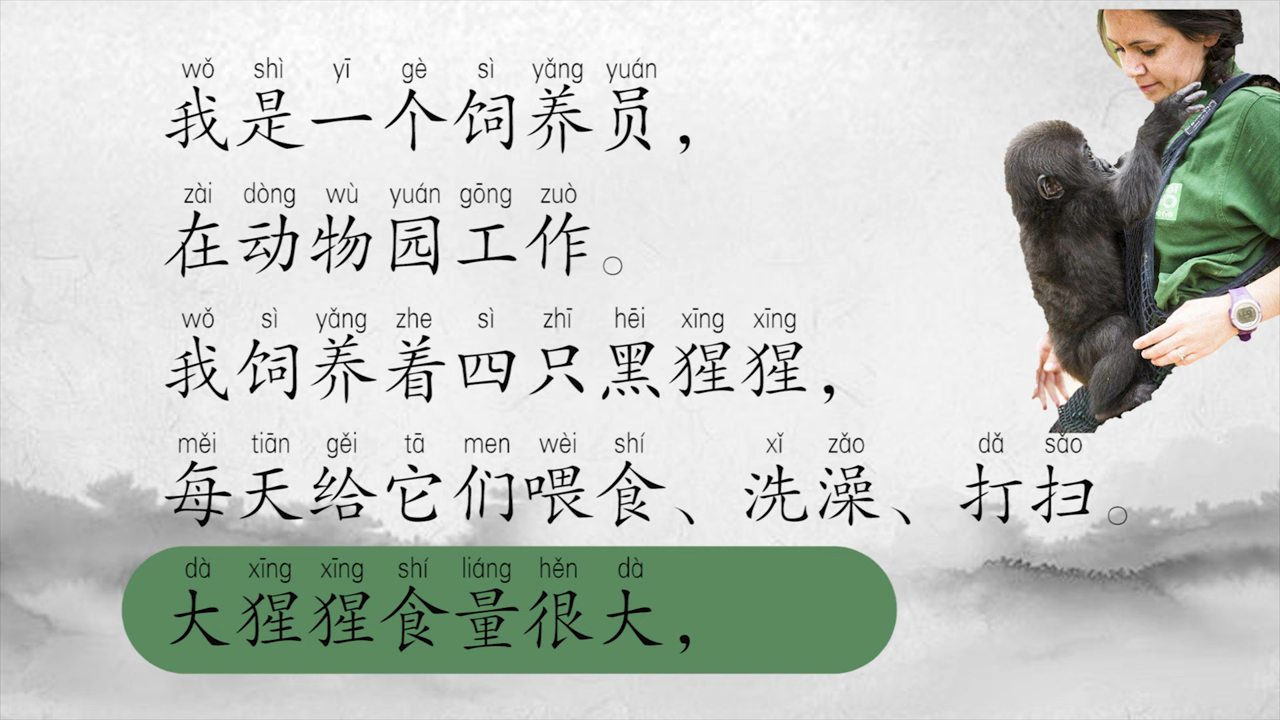 wǒ shì yī gè sì yǎng yuán
我是一个饲养员，
zài dòng wù yuán gōng zuò
在动物园工作。
wǒ sì yǎng zhe sì zhī hēi xīng xīng
我饲养着四只黑猩猩，
měi tiān gěi tā men wèi shí xǐ zǎo dǎ sǎo
每天给它们喂食、洗澡、打扫。
dà xīng xīng shí liáng hěn dà
大猩猩食量很大，